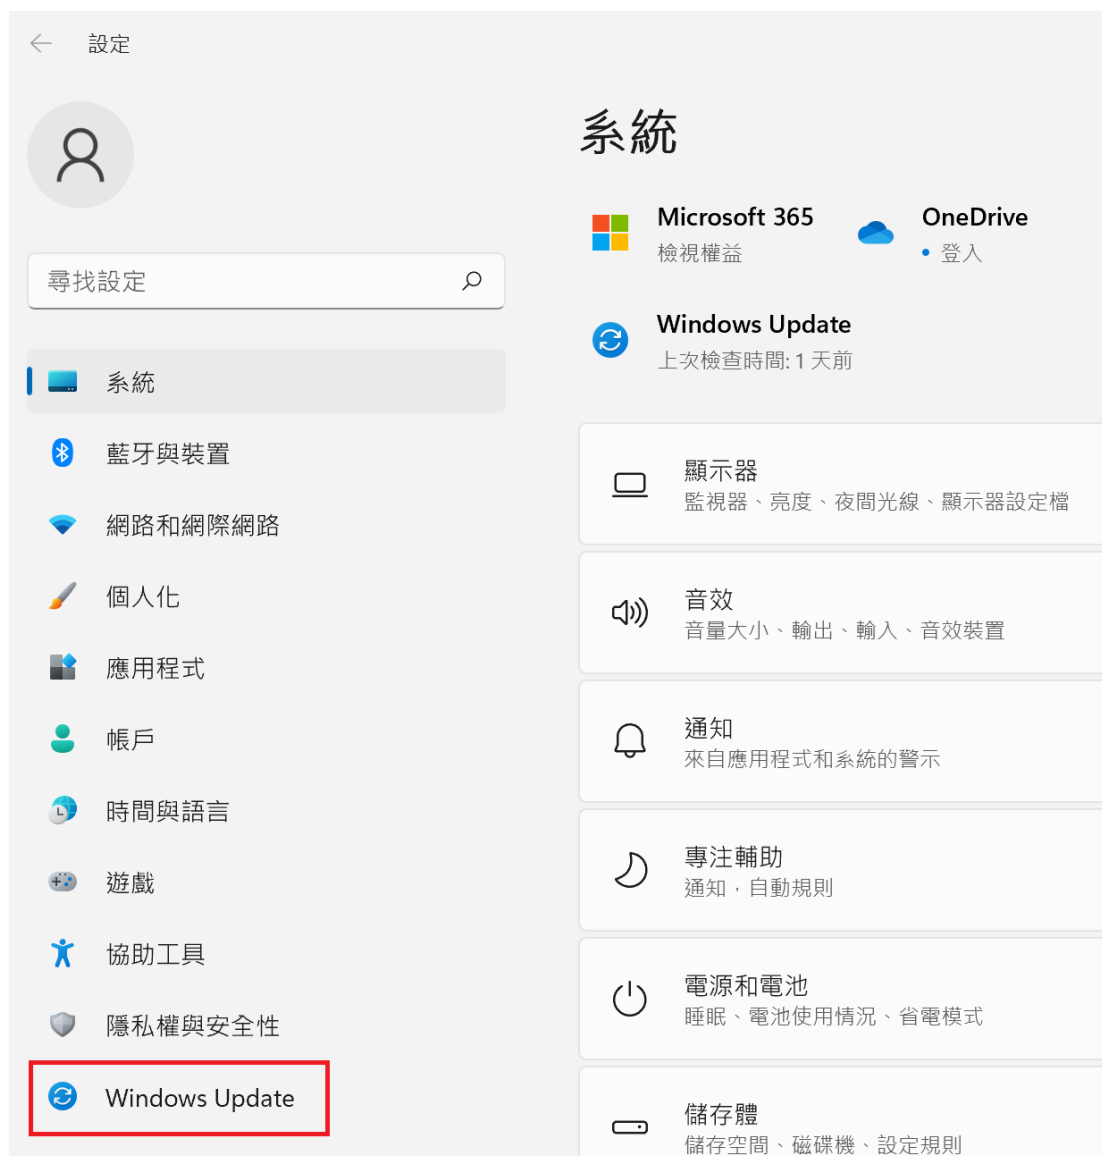 設定
尋找設定
系統
藍牙與裝置
網路和網際網路
個人化
應用程式
帳戶
時間與語言
遊戲
協助工具
隱私權與安全性
Windows Update
系統
Microsoft 365
檢視權益
OneDrive
• 登入
Windows Update
上次檢查時間: 1 天前
顯示器
監視器、亮度、夜間光線、顯示器設定檔
音效
音量大小、輸出、輸入、音效裝置
通知
來自應用程式和系統的警示
專注輔助
通知，自動規則
電源和電池
睡眠、電池使用情況、省電模式
儲存體
儲存空間、磁碟機、設定規則